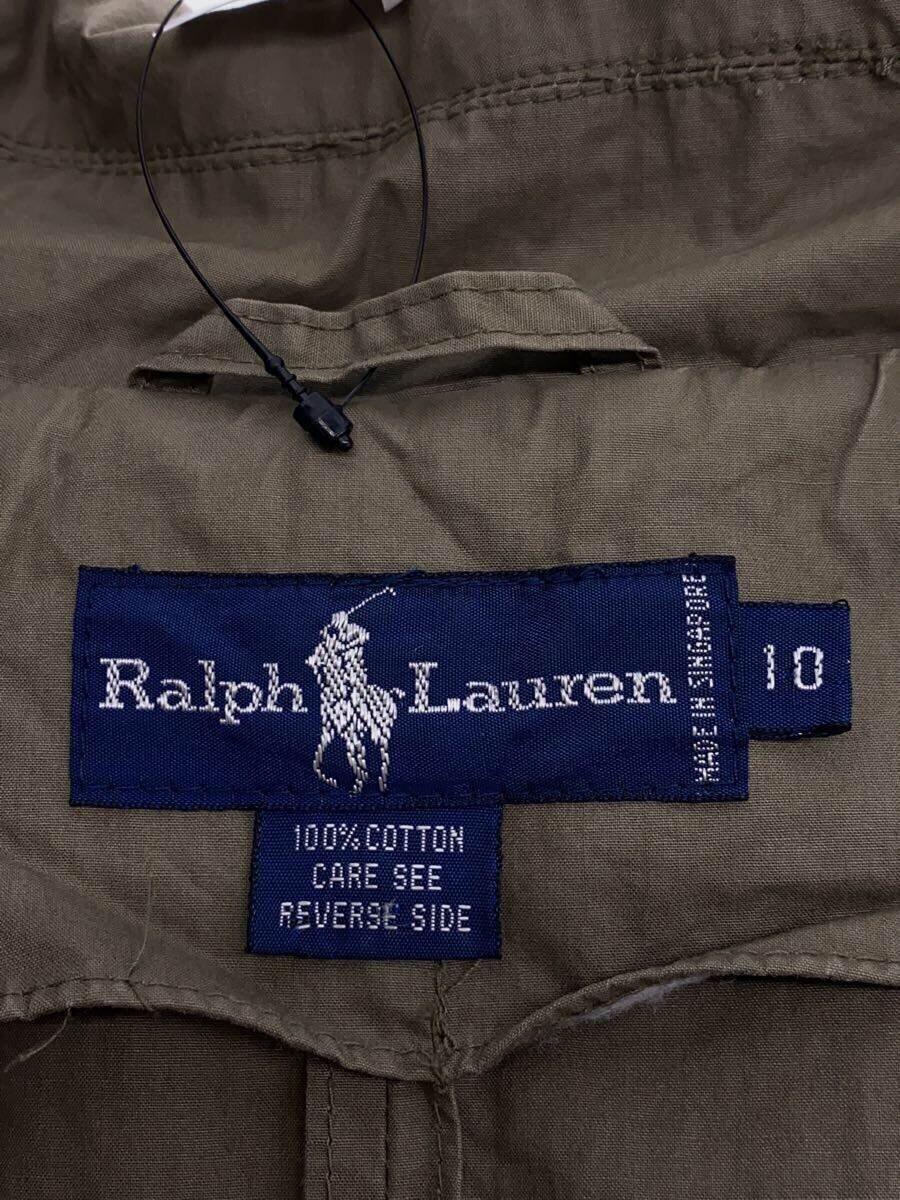 Ralph Lauren
MADE IN SINGAPORE
10
100% COTTON
CARE SEE
REVERSE SIDE